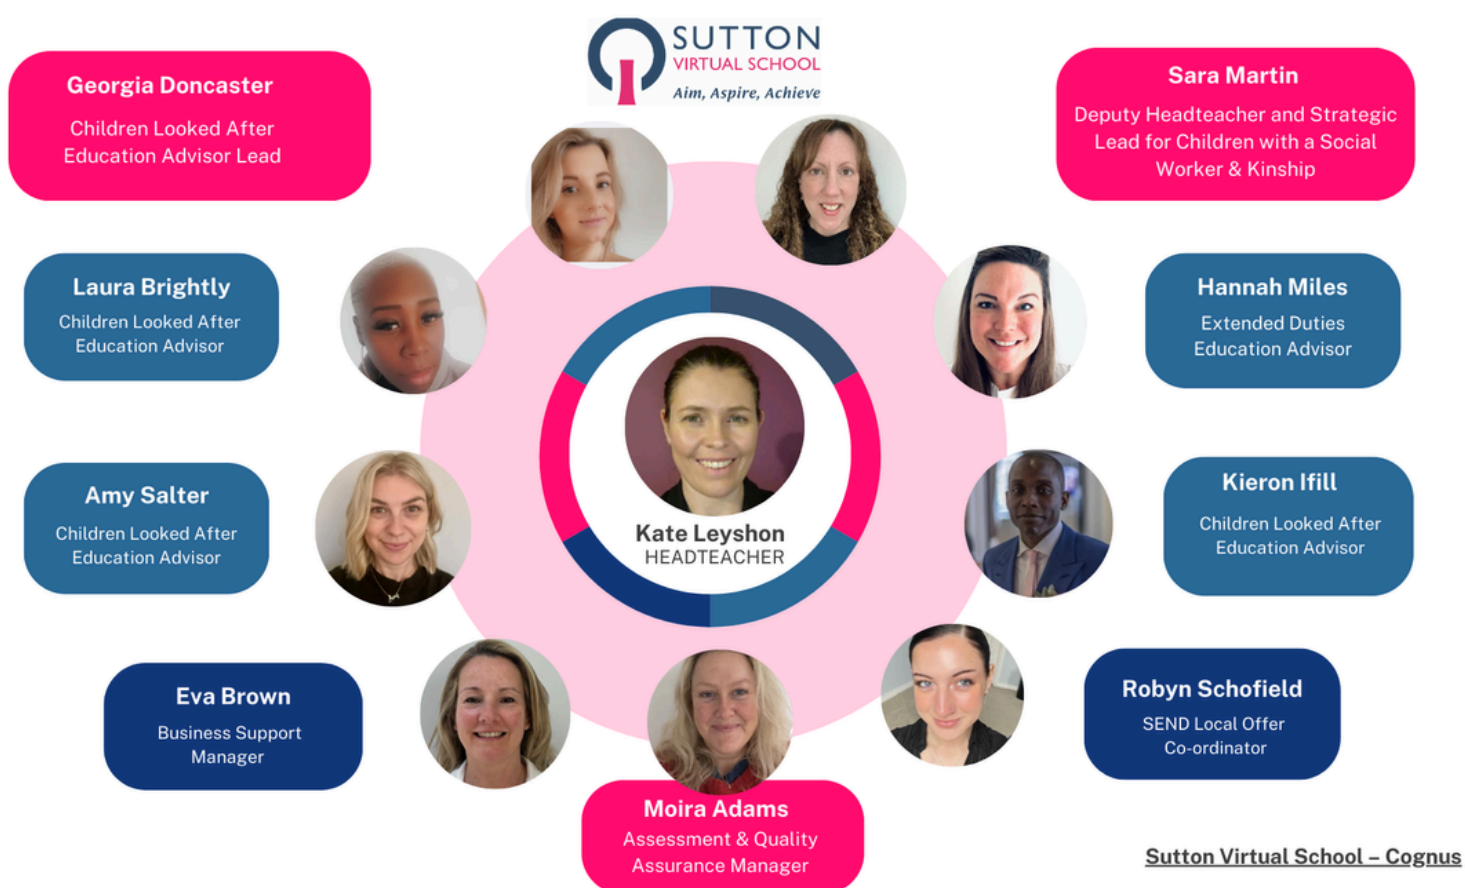 SUTTON
VIRTUAL SCHOOL
Aim, Aspire, Achieve
Georgia Doncaster
Children Looked After
Education Advisor Lead
Sara Martin
Deputy Headteacher and Strategic
Lead for Children with a Social
Worker & Kinship
Laura Brightly
Children Looked After
Education Advisor
Hannah Miles
Extended Duties
Education Advisor
Kate Leyshon
HEADTEACHER
Amy Salter
Children Looked After
Education Advisor
Kieron Ifill
Children Looked After
Education Advisor
Eva Brown
Business Support
Manager
Robyn Schofield
SEND Local Offer
Co-ordinator
Moira Adams
Assessment & Quality
Assurance Manager
Sutton Virtual School – Cognus